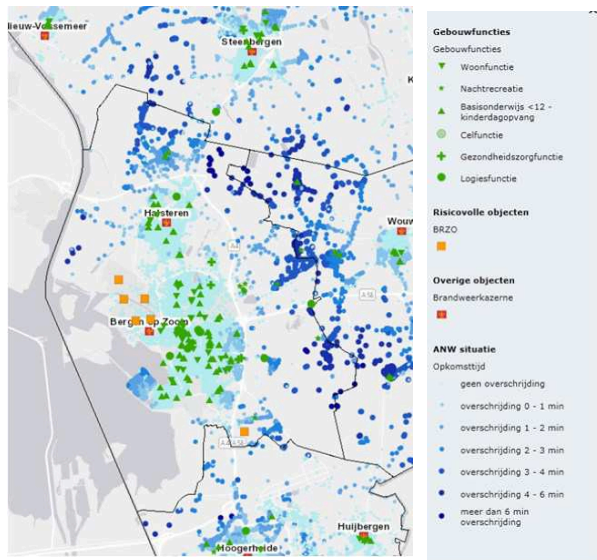 Nieuw-Vossemeer
Steenbergen
K
Halsteren
Wouw
A4
A58
Bergen op Zoom
A4 A58
Huijbergen
Hoogerheide
Gebouwfuncties
Gebouwfuncties
Woonfunctie
Nachtrecreatie
Basisonderwijs <12 -
kinderdagopvang
Celfunctie
Gezondheidszorgfunctie
Logiesfunctie
Risicovolle objecten
BRZO
Overige objecten
Brandweerkazerne
ANW situatie
Opkomsttijd
geen overschrijding
overschrijding 0 - 1 min
overschrijding 1 - 2 min
overschrijding 2 - 3 min
overschrijding 3 - 4 min
overschrijding 4 - 6 min
meer dan 6 min
overschrijding